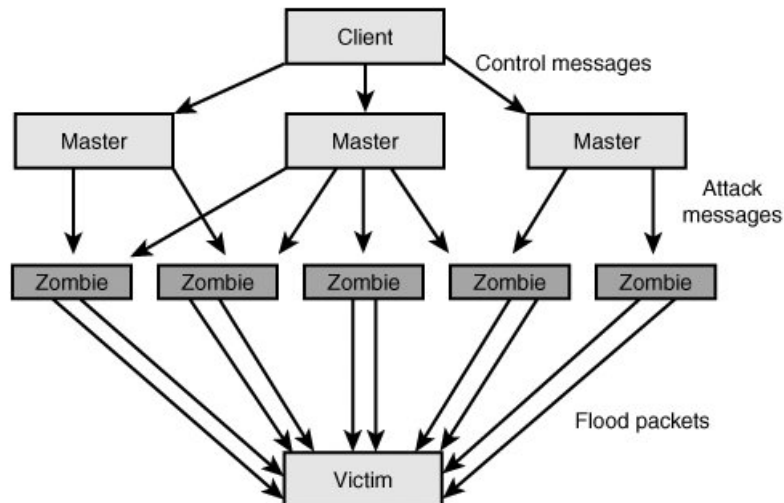 Client
Control messages
Master
Master
Master
Attack
messages
Zombie
Zombie
Zombie
Zombie
Zombie
Flood packets
Victim